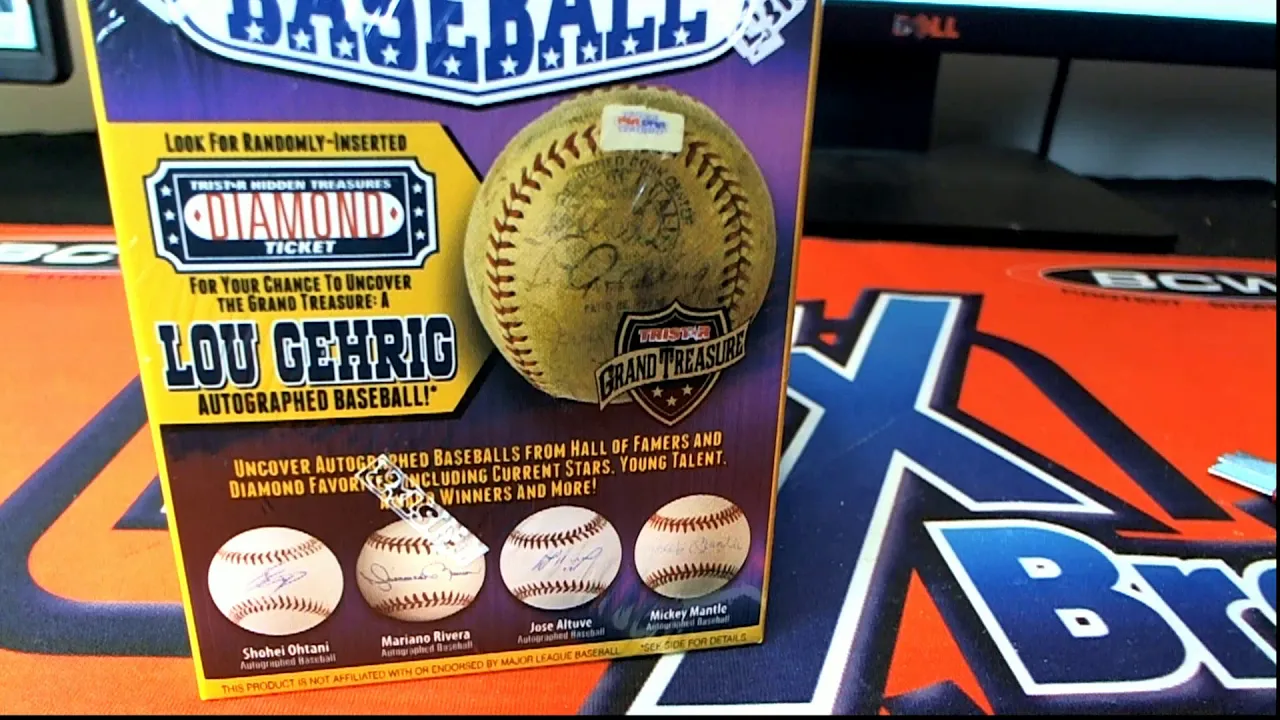 BASEBALL
DELL
LOOK FOR RANDOMLY-INSERTED
TRISTAR HIDDEN TREASURES
DIAMOND
TICKET
FOR YOUR CHANCE TO UNCOVER
THE GRAND TREASURE: A
LOU GEHRIG
AUTOGRAPHED BASEBALL!*
TRISTAR
GRAND TREASURE
UNCOVER AUTOGRAPHED BASEBALLS FROM HALL OF FAMERS AND
DIAMOND FAVORITES INCLUDING CURRENT STARS, YOUNG TALENT,
WINNERS AND MORE!
Shohei Ohtani
Autographed Baseball
Mariano Rivera
Autographed Baseball
Jose Altuve
Autographed Baseball
Mickey Mantle
Autographed Baseball
*SEE SIDE FOR DETAILS.
THIS PRODUCT IS NOT AFFILIATED WITH OR ENDORSED BY MAJOR LEAGUE BASEBALL.
BC
BCW
X
Br